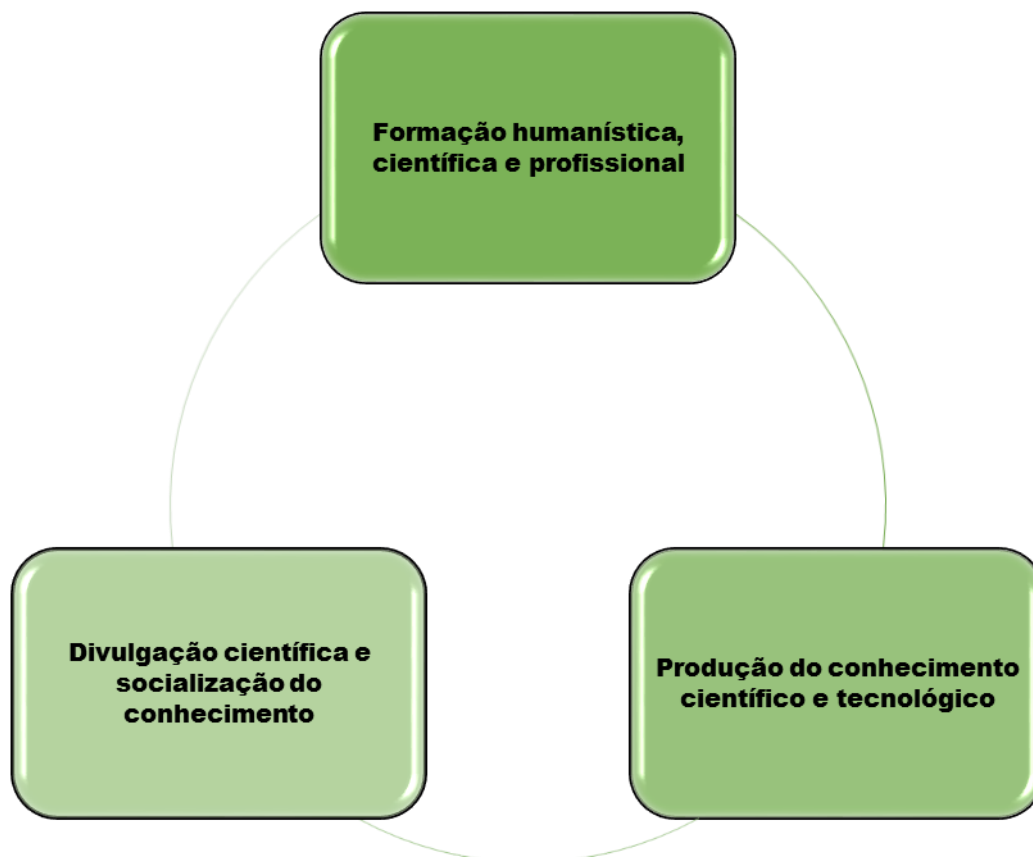 Formação humanística,
científica e profissional
Divulgação científica e
socialização do
conhecimento
Produção do conhecimento
científico e tecnológico